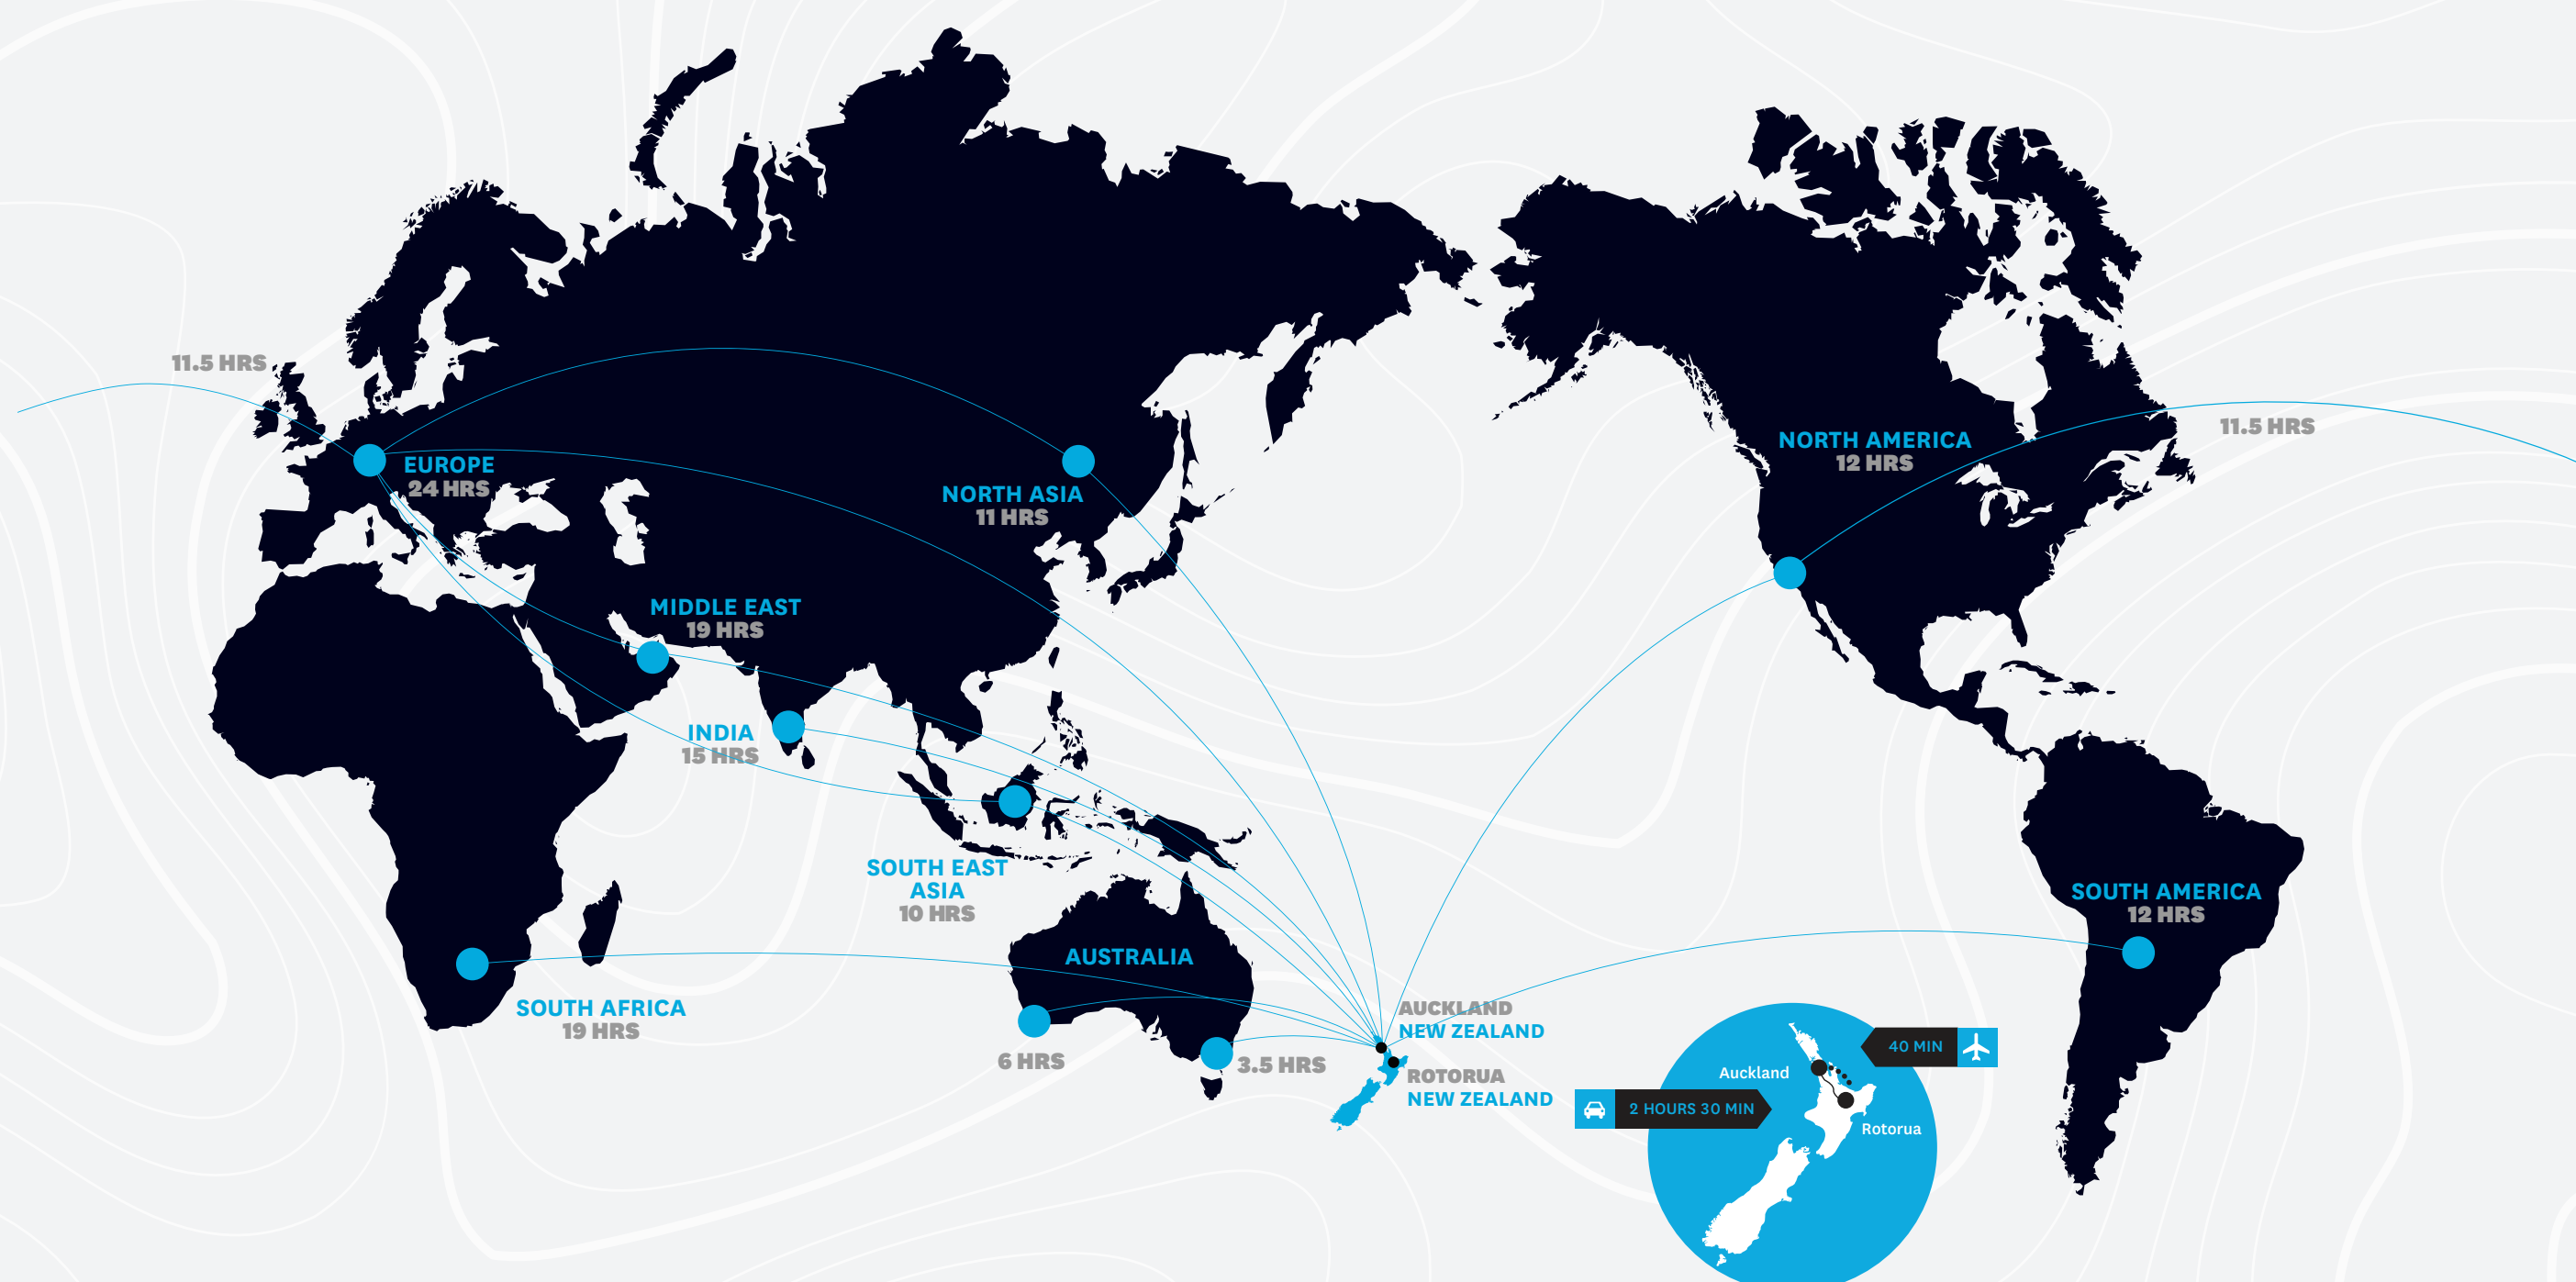 11.5 HRS
EUROPE
24 HRS
NORTH ASIA
11 HRS
NORTH AMERICA
12 HRS
11.5 HRS
MIDDLE EAST
19 HRS
INDIA
15 HRS
SOUTH EAST
ASIA
10 HRS
SOUTH AMERICA
12 HRS
AUSTRALIA
SOUTH AFRICA
19 HRS
6 HRS
3.5 HRS
AUCKLAND
NEW ZEALAND
ROTORUA
NEW ZEALAND
40 MIN
Auckland
2 HOURS 30 MIN
Rotorua